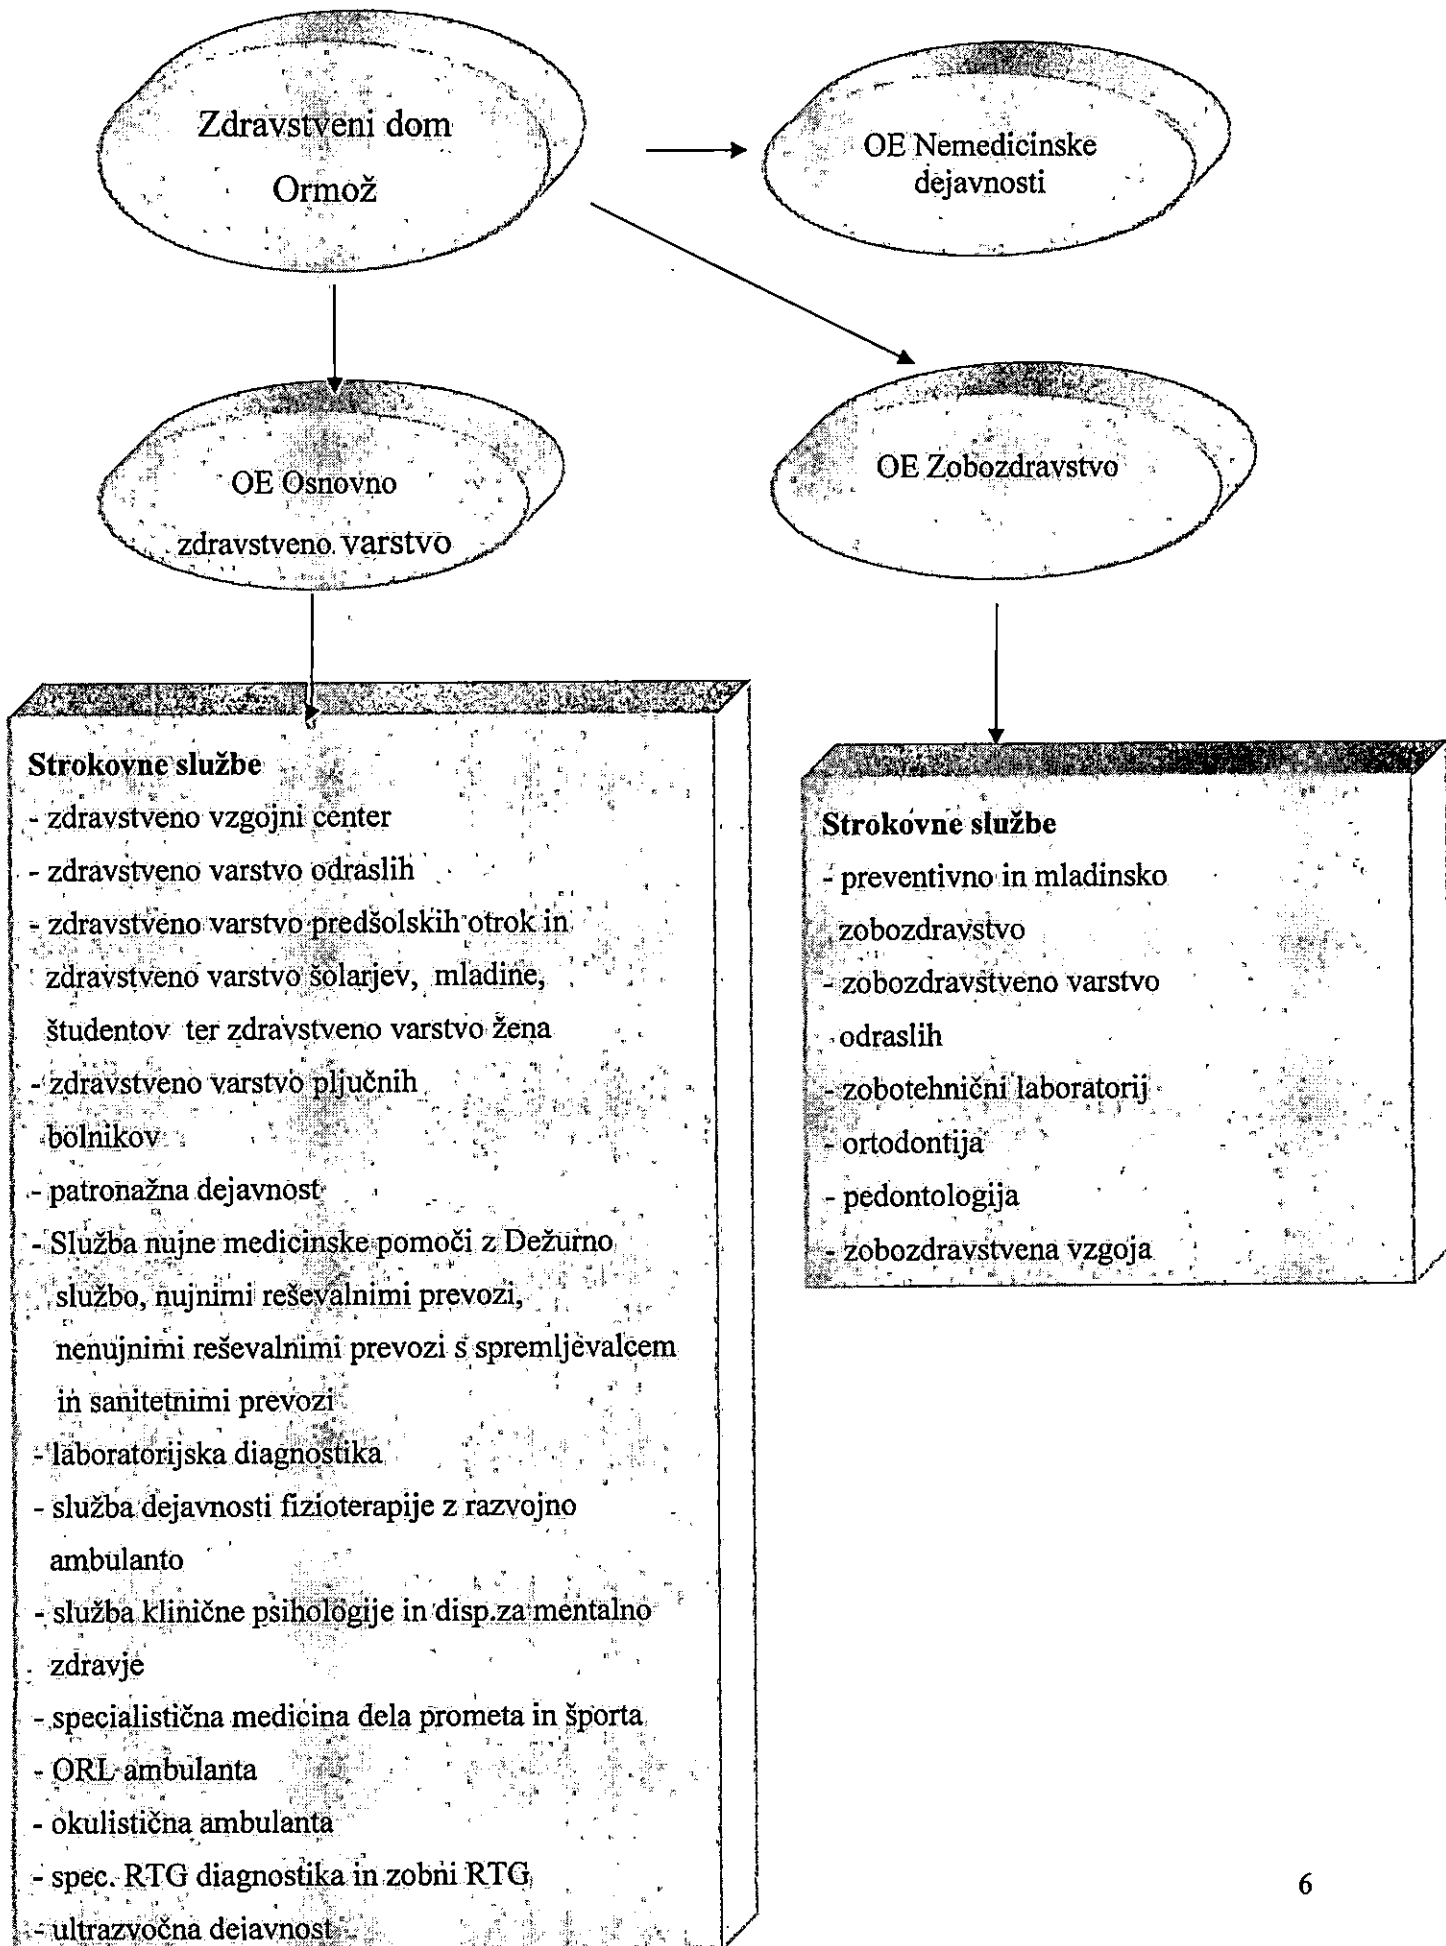 Zdravstveni dom
Ormož
OE Nemedicinske
dejavnosti
OE Osnovno
zdravstveno varstvo
OE Zobozdravstvo
Strokovne službe
- zdravstveno vzgojni center
- zdravstveno varstvo odraslih
- zdravstveno varstvo predšolskih otrok in
zdravstveno varstvo šolarjev, mladine,
študentov ter zdravstveno varstvo žena
- zdravstveno varstvo pljučnih
bolnikov
- patronažna dejavnost
- Služba nujne medicinske pomoči z Dežurno
službo, nujnimi reševalnimi prevozi,
nenujnimi reševalnimi prevozi s spremljevalcem
in sanitetnimi prevozi
- laboratorijska diagnostika
- služba dejavnosti fizioterapije z razvojno
ambulanto
- služba klinične psihologije in disp.za mentalno
zdravje
- specialistična medicina dela prometa in športa
- ORL ambulanta
- okulistična ambulanta
- spec. RTG diagnostika in zobni RTG
- ultrazvočna dejavnost
Strokovne službe
- preventivno in mladinsko
zobozdravstvo
- zobozdravstveno varstvo
odraslih
- zobotehnični laboratorij
- ortodontija
- pedontologija
- zobozdravstvena vzgoja
6